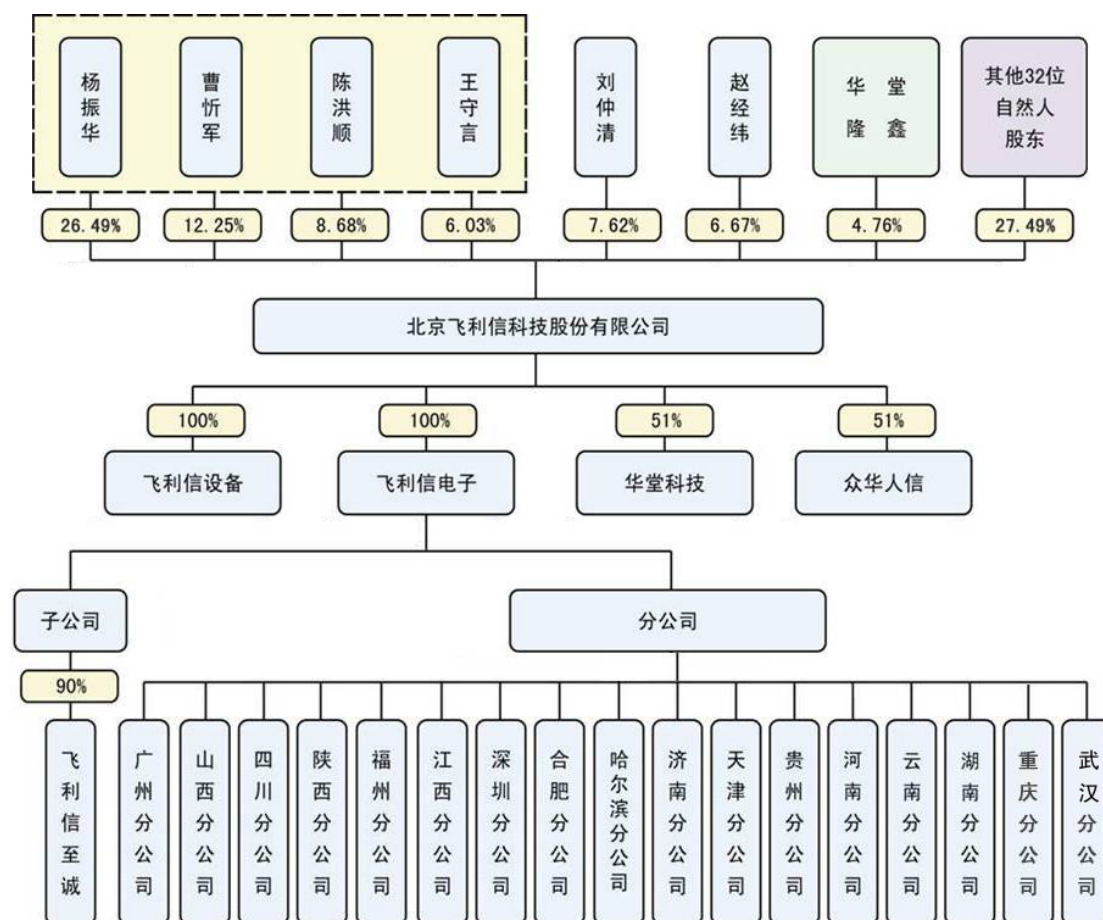 杨振华
曹忻军
陈洪顺
王守言
刘仲清
赵经纬
华堂
隆鑫
其他32位
自然人
股东
26.49%
12.25%
8.68%
6.03%
7.62%
6.67%
4.76%
27.49%
北京飞利信科技股份有限公司
100%
100%
51%
51%
飞利信设备
飞利信电子
华堂科技
众华人信
子公司
分公司
90%
飞利信至诚
广州分公司
山西分公司
四川分公司
陕西分公司
福州分公司
江西分公司
深圳分公司
合肥分公司
哈尔滨分公司
济南分公司
天津分公司
贵州分公司
河南分公司
云南分公司
湖南分公司
重庆分公司
武汉分公司